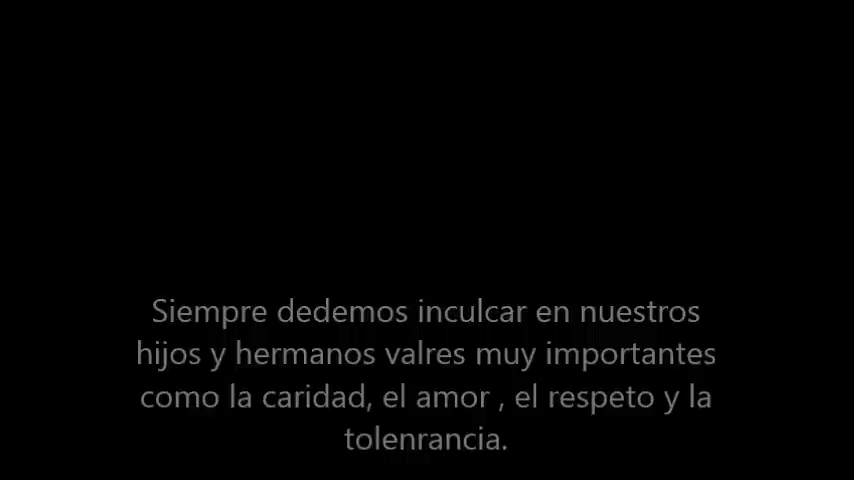 Siempre dedemos inculcar en nuestros
hijos y hermanos valres muy importantes
como la caridad, el amor , el respeto y la
tolenrancia.